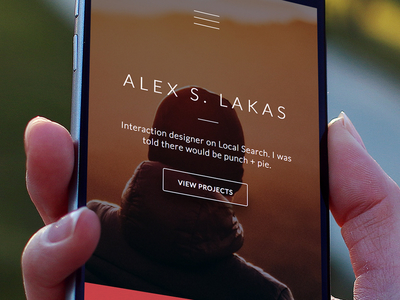 ALEX S. LAKAS
Interaction designer on Local Search. I was
told there would be punch + pie.
VIEW PROJECTS